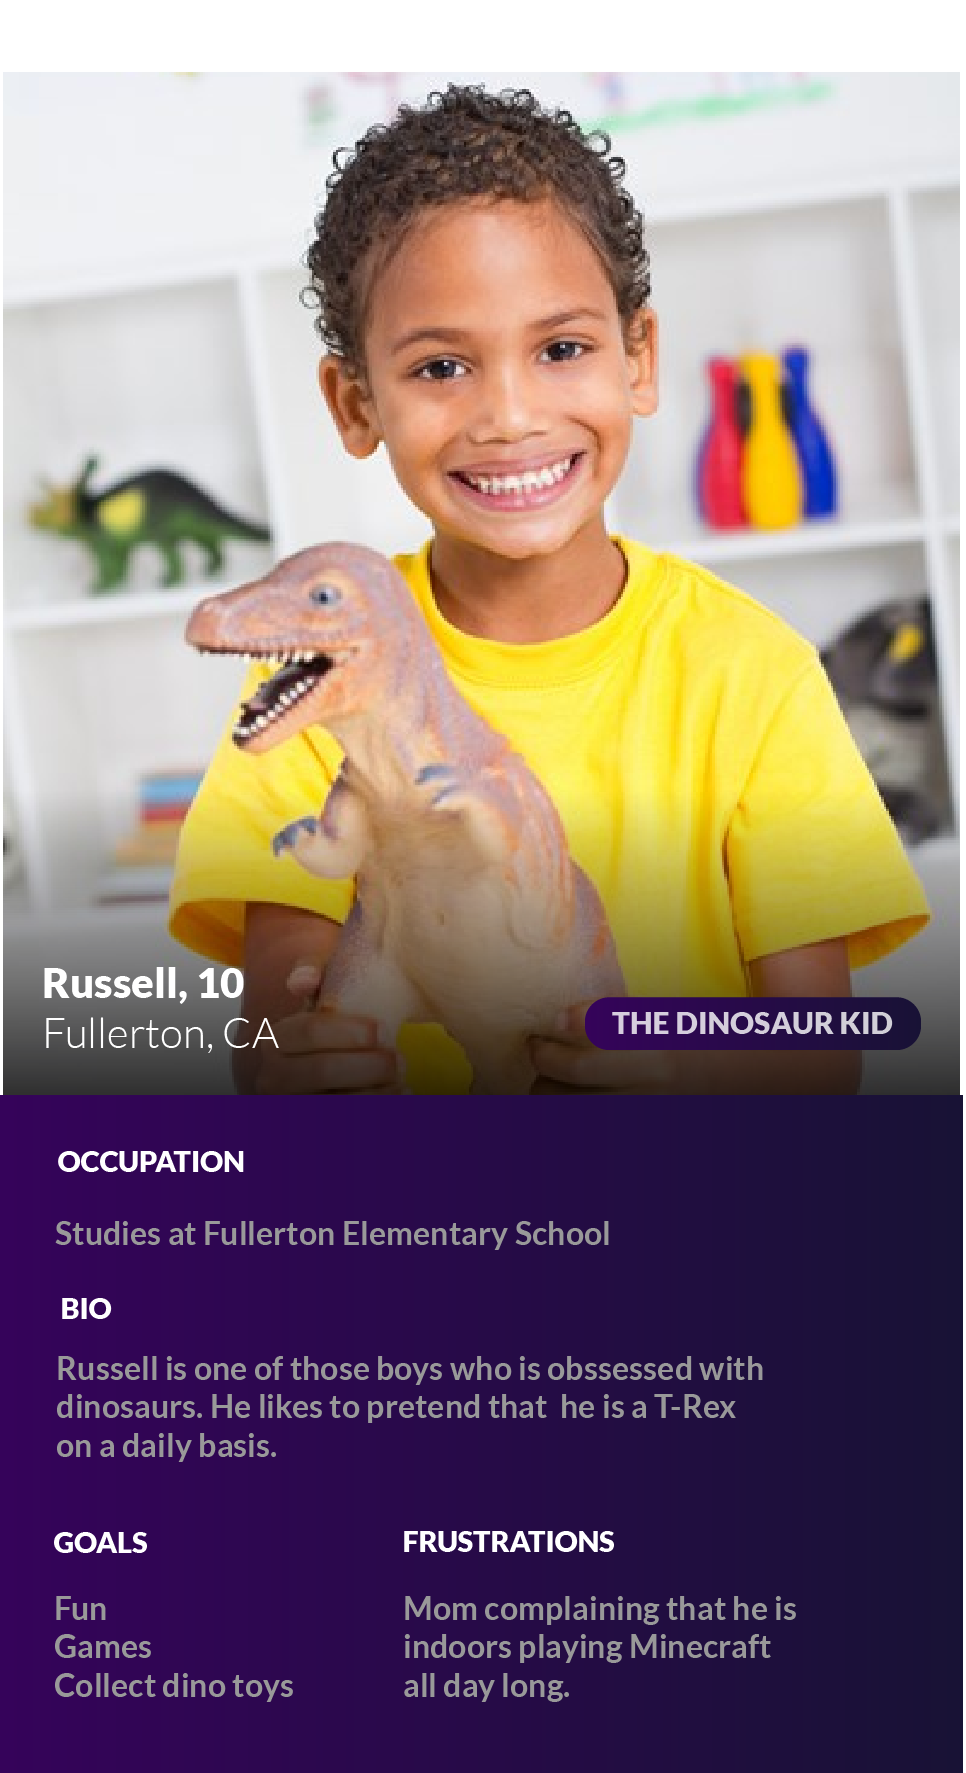 Russell, 10
Fullerton, CA
THE DINOSAUR KID
OCCUPATION
Studies at Fullerton Elementary School
BIO
Russell is one of those boys who is obssessed with
dinosaurs. He likes to pretend that  he is a T-Rex
on a daily basis.
GOALS
Fun
Games
Collect dino toys
FRUSTRATIONS
Mom complaining that he is
indoors playing Minecraft
all day long.